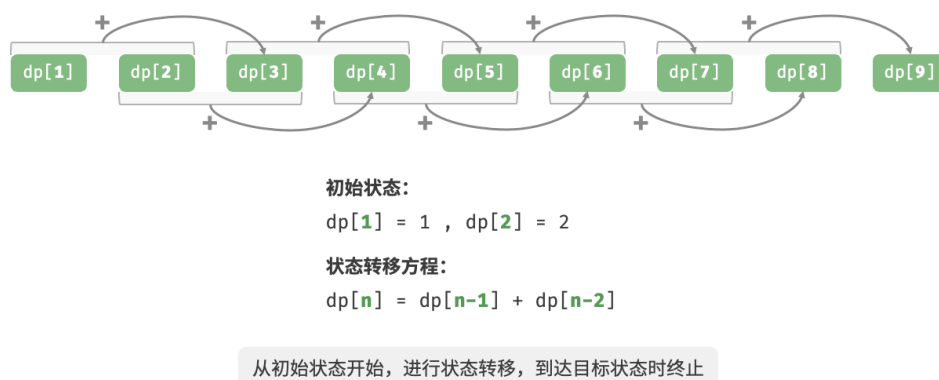 + + + +
dp[1] dp[2] dp[3] dp[4] dp[5] dp[6] dp[7] dp[8] dp[9]
+ + +
初始状态：
dp[1] = 1 , dp[2] = 2
状态转移方程：
dp[n] = dp[n-1] + dp[n-2]
从初始状态开始，进行状态转移，到达目标状态时终止